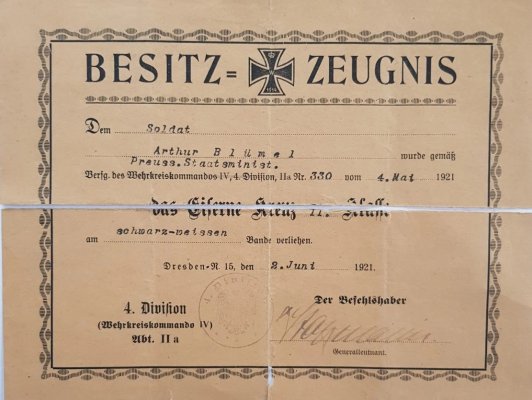 BESITZ= ZEUGNIS
1914
Dem Soldat
Arthur Blümel wurde gemäß
Preuss.Staatsminist.
Verfg. des Wehrkreiskommandos IV, 4. Division, IIa Nr. 330 vom 4. Mai 1921
das Eiserne Kreuz II. Klasse
am schwarz-weissen Bande verliehen.
Dresden-N. 15, den 2. Juni 1921.
4. Division
(Wehrkreiskommando IV)
Abt. IIa
Der Befehlshaber
Generalleutnant.